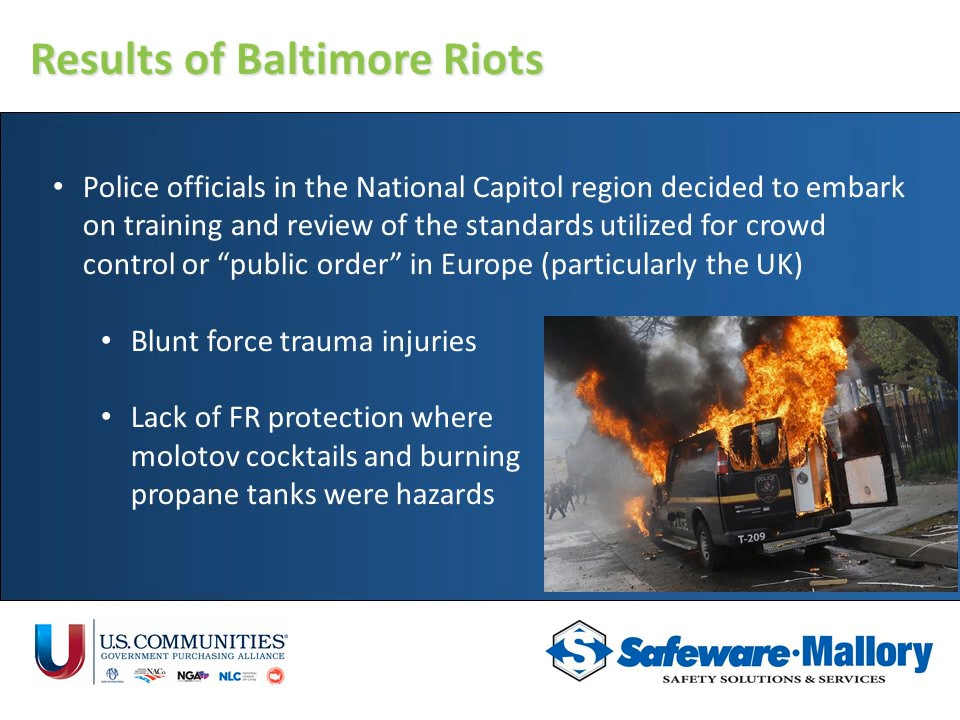 Results of Baltimore Riots
• Police officials in the National Capitol region decided to embark
on training and review of the standards utilized for crowd
control or “public order” in Europe (particularly the UK)
• Blunt force trauma injuries
• Lack of FR protection where
molotov cocktails and burning
propane tanks were hazards
POLICE
T-209
U.S. COMMUNITIES®
GOVERNMENT PURCHASING ALLIANCE
NACo
NGA
NLC
S
Safeware·Mallory
SAFETY SOLUTIONS & SERVICES